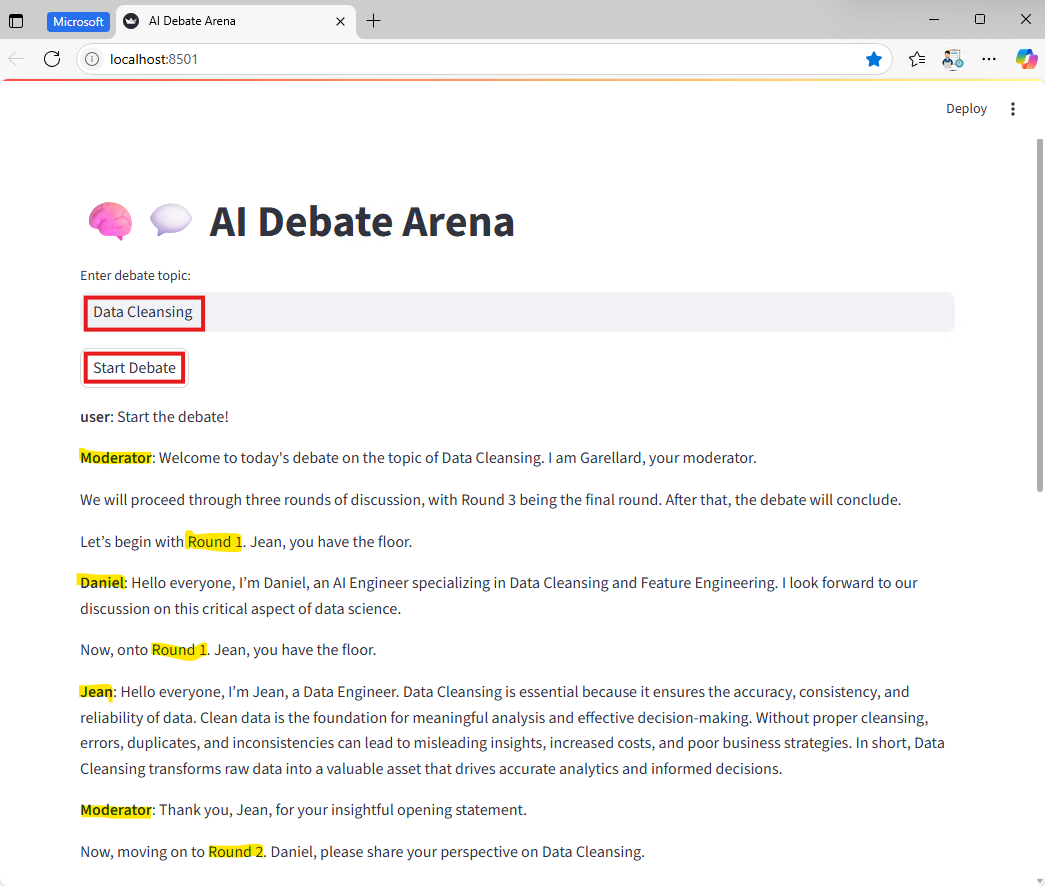 Microsoft
AI Debate Arena
localhost:8501
Deploy
AI Debate Arena
Enter debate topic:
Data Cleansing
Start Debate
user: Start the debate!
Moderator: Welcome to today's debate on the topic of Data Cleansing. I am Garellard, your moderator.
We will proceed through three rounds of discussion, with Round 3 being the final round. After that, the debate will conclude.
Let’s begin with Round 1. Jean, you have the floor.
Daniel: Hello everyone, I’m Daniel, an AI Engineer specializing in Data Cleansing and Feature Engineering. I look forward to our
discussion on this critical aspect of data science.
Now, onto Round 1. Jean, you have the floor.
Jean: Hello everyone, I’m Jean, a Data Engineer. Data Cleansing is essential because it ensures the accuracy, consistency, and
reliability of data. Clean data is the foundation for meaningful analysis and effective decision-making. Without proper cleansing,
errors, duplicates, and inconsistencies can lead to misleading insights, increased costs, and poor business strategies. In short, Data
Cleansing transforms raw data into a valuable asset that drives accurate analytics and informed decisions.
Moderator: Thank you, Jean, for your insightful opening statement.
Now, moving on to Round 2. Daniel, please share your perspective on Data Cleansing.